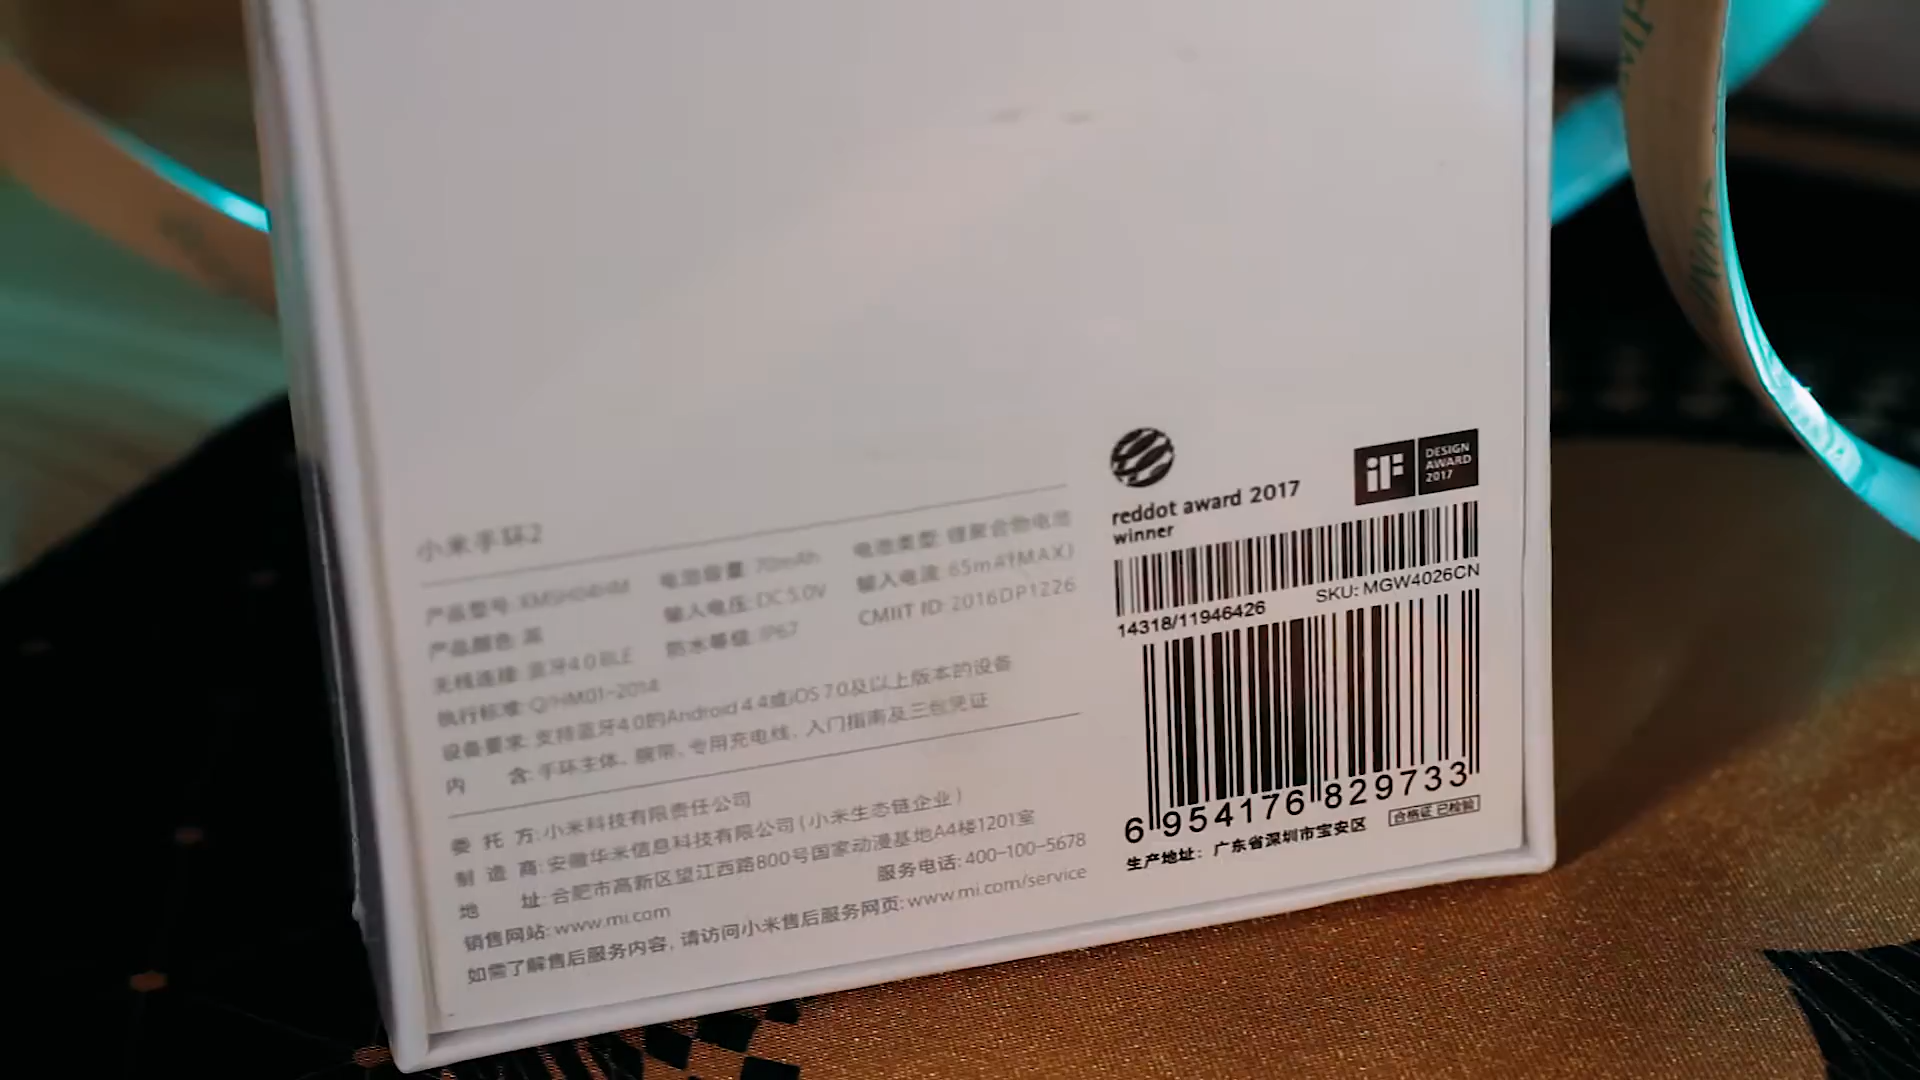 小米手环2
产品型号: XMSH04HM 电池容量: 70mAh 电池类型: 锂聚合物电池
产品颜色: 黑 输入电压: DC 5.0V 输入电流: 65mA(MAX)
无线连接: 蓝牙4.0 BLE 防水等级: IP67 CMIIT ID: 2016DP1226
执行标准: Q/HM01-2014
设备要求: 支持蓝牙4.0的Android 4.4或iOS 7.0及以上版本的设备
内 含: 手环主体、腕带、专用充电线、入门指南及三包凭证
委 托 方: 小米科技有限责任公司
制 造 商: 安徽华米信息科技有限公司(小米生态链企业)
地 址: 合肥市高新区望江西路800号国家动漫基地A4楼1201室
销售网站: www.mi.com 服务电话: 400-100-5678
如需了解售后服务内容, 请访问小米售后服务网页: www.mi.com/service
reddot award 2017
winner
iF
DESIGN
AWARD
2017
14318/11946426 SKU: MGW4026CN
6 954176 829733
生产地址: 广东省深圳市宝安区 合格证 已检验